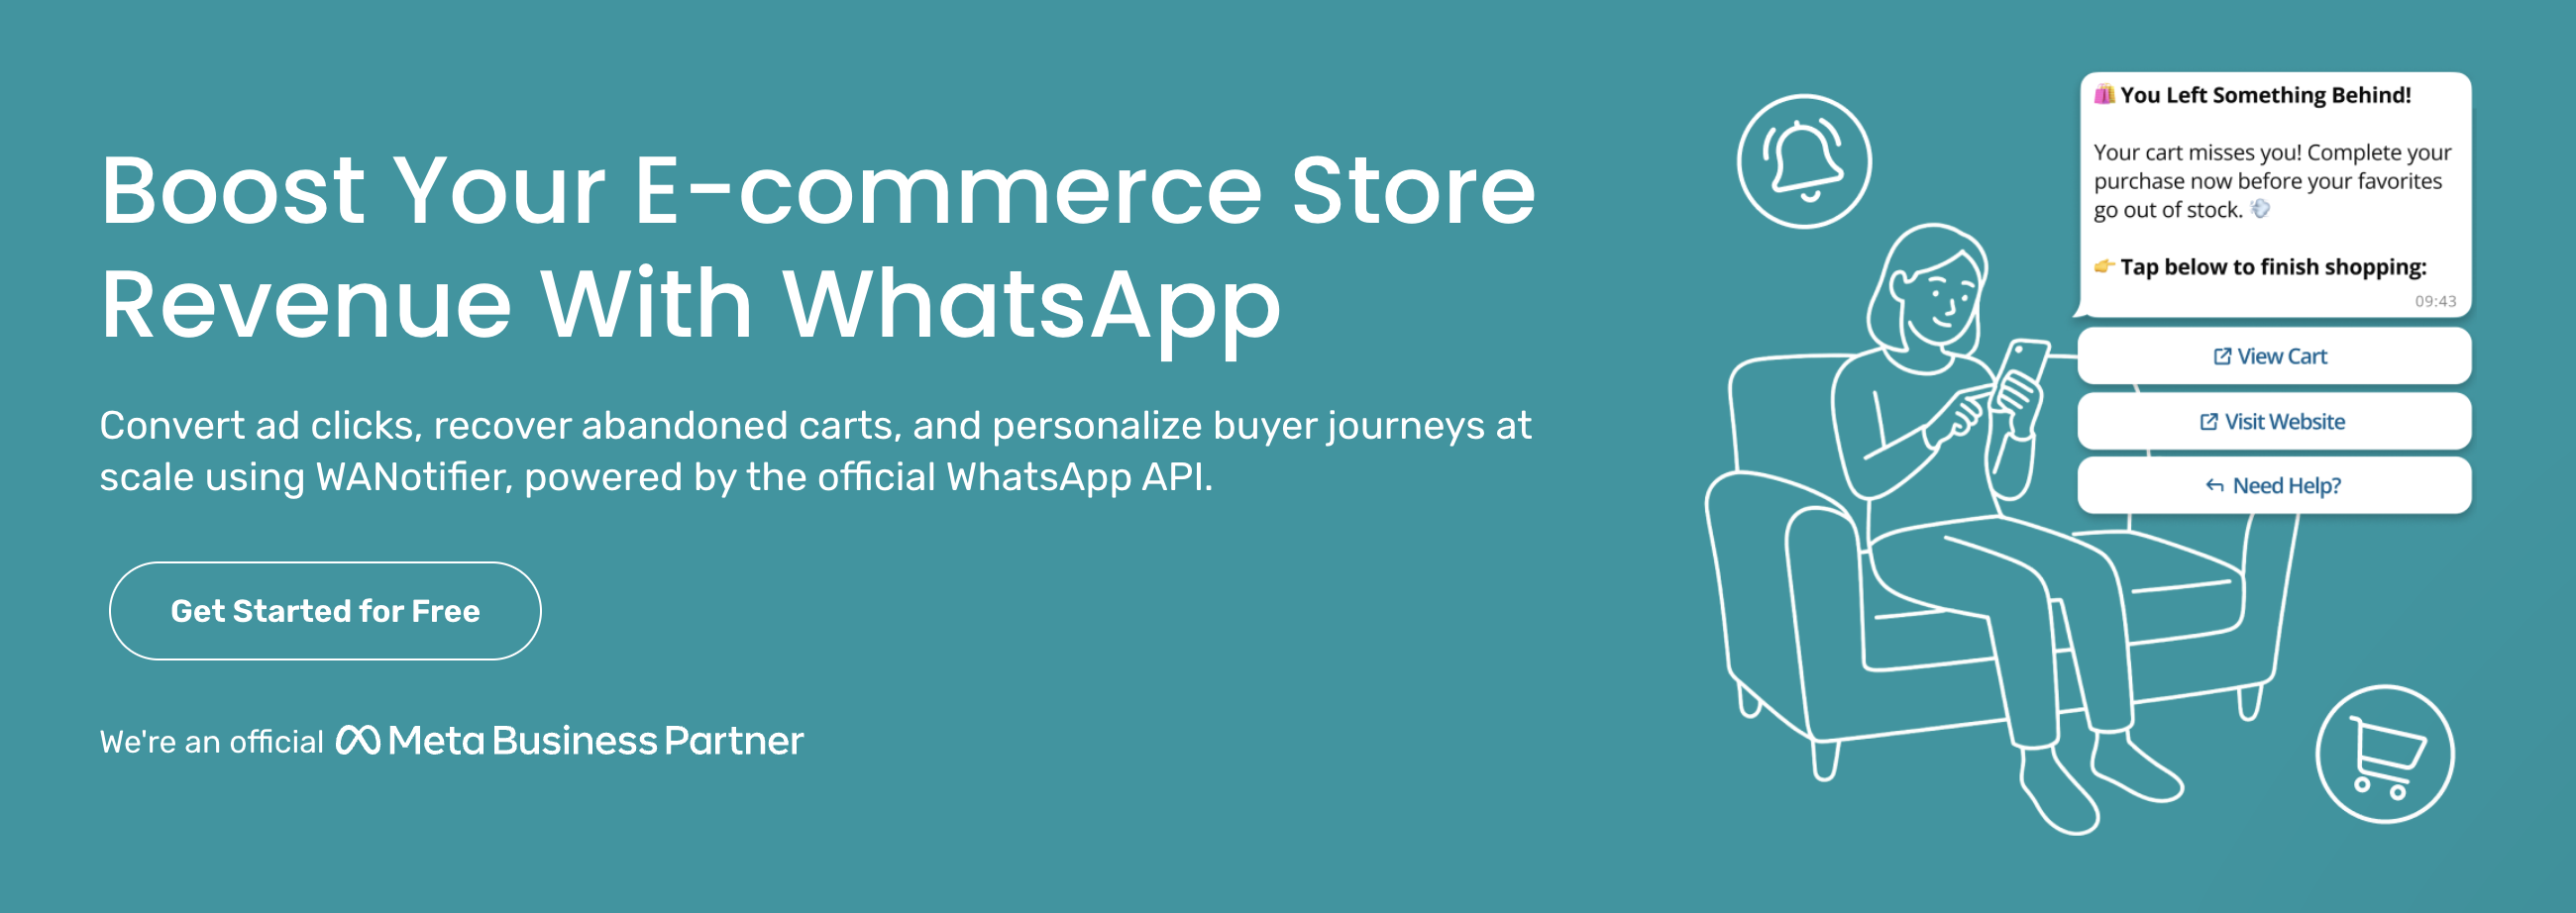 Boost Your E-commerce Store
Revenue With WhatsApp
Convert ad clicks, recover abandoned carts, and personalize buyer journeys at
scale using WANotifier, powered by the official WhatsApp API.
Get Started for Free
We're an official Meta Business Partner
🛍️ You Left Something Behind!
Your cart misses you! Complete your
purchase now before your favorites
go out of stock. 💨
👉 Tap below to finish shopping:
09:43
View Cart
Visit Website
Need Help?